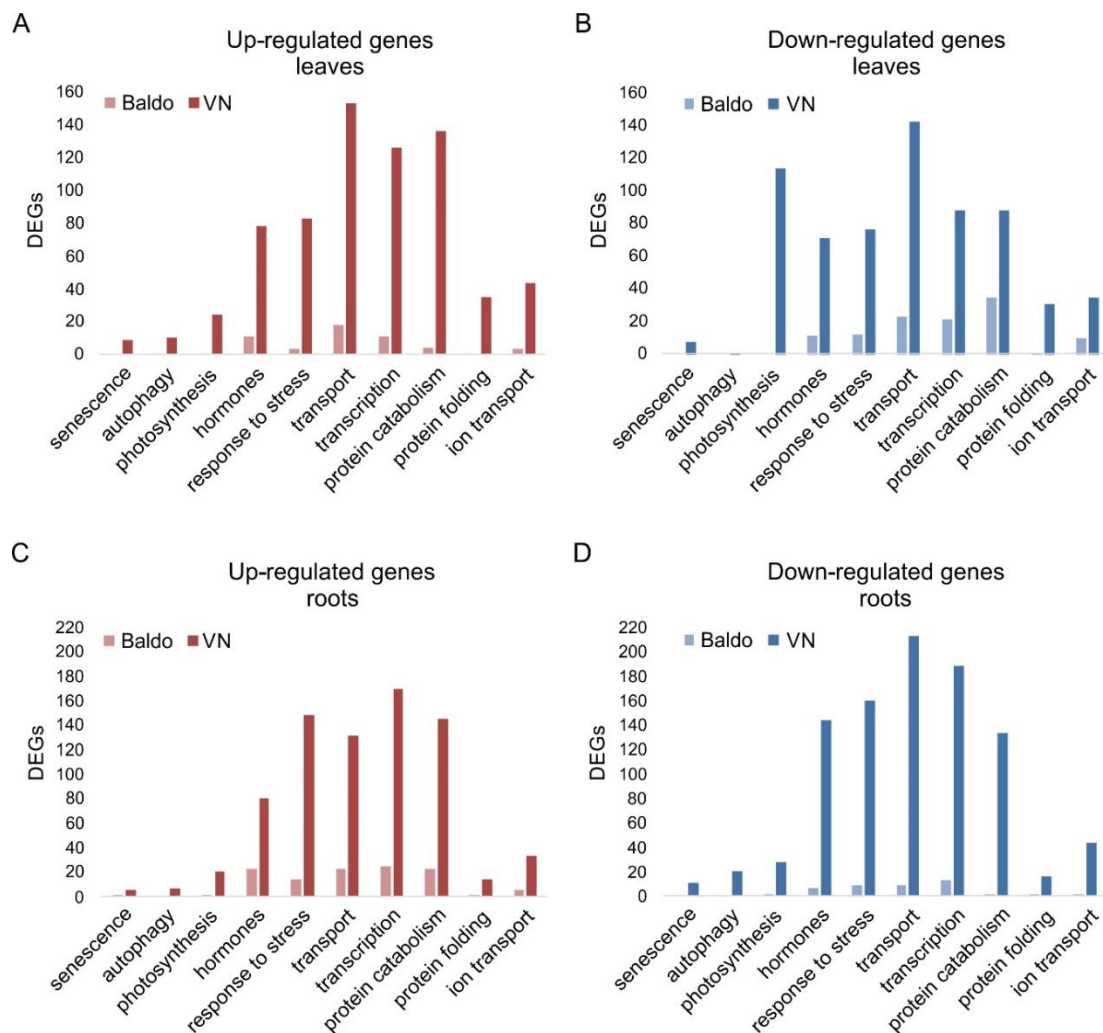 A
Up-regulated genes
leaves
Baldo VN
DEGs
160
140
120
100
80
60
40
20
0
senescence
autophagy
photosynthesis
hormones
response to stress
transport
transcription
protein catabolism
protein folding
ion transport
B
Down-regulated genes
leaves
Baldo VN
DEGs
160
140
120
100
80
60
40
20
0
senescence
autophagy
photosynthesis
hormones
response to stress
transport
transcription
protein catabolism
protein folding
ion transport
C
Up-regulated genes
roots
Baldo VN
DEGs
220
200
180
160
140
120
100
80
60
40
20
0
senescence
autophagy
photosynthesis
hormones
response to stress
transport
transcription
protein catabolism
protein folding
ion transport
D
Down-regulated genes
roots
Baldo VN
DEGs
220
200
180
160
140
120
100
80
60
40
20
0
senescence
autophagy
photosynthesis
hormones
response to stress
transport
transcription
protein catabolism
protein folding
ion transport